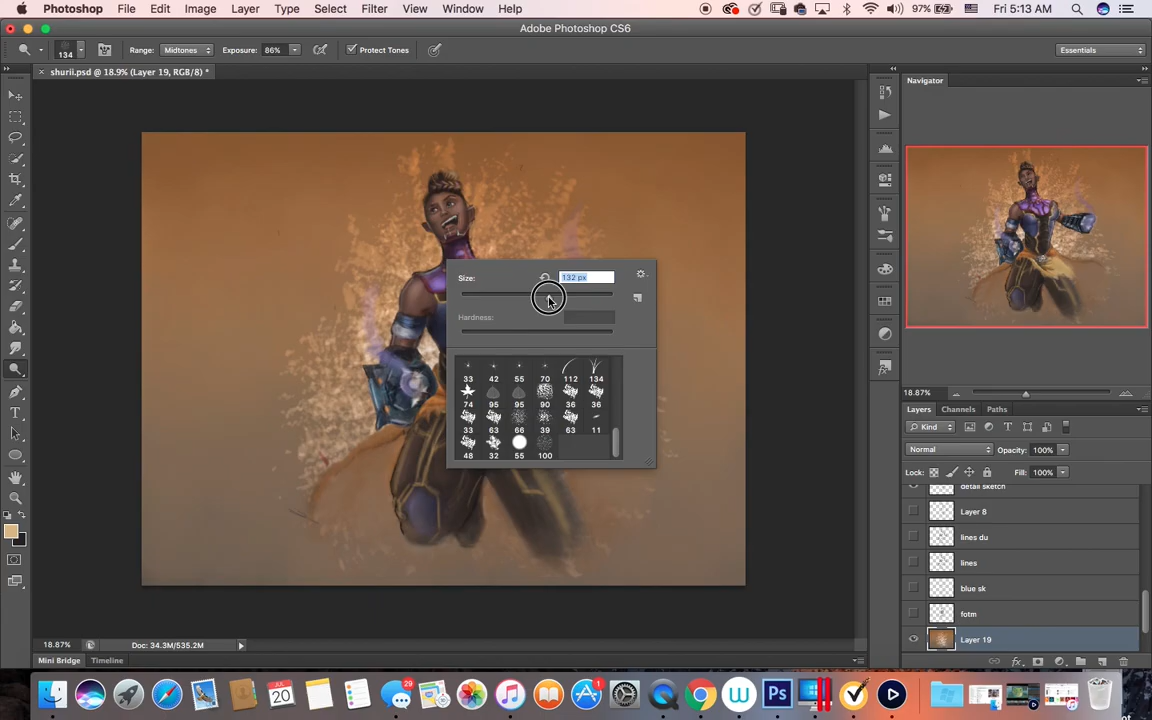 Photoshop File Edit Image Layer Type Select Filter View Window Help 97% Fri 5:13 AM
Adobe Photoshop CS6
134 Range: Midtones Exposure: 86% Protect Tones Essentials
× shurii.psd @ 18.9% (Layer 19, RGB/8) *
Navigator
Size: 132 px
Hardness:
33 42 55 70 112 134
74 95 95 90 36 36
33 63 66 39 63 11
48 32 55 100
18.87%
Layers Channels Paths
Kind
Normal Opacity: 100%
Lock: Fill: 100%
detail sketch
Layer 8
lines du
lines
blue sk
fotm
Layer 19
18.87% Doc: 34.3M/535.2M
Mini Bridge Timeline
JUL
20
29
1